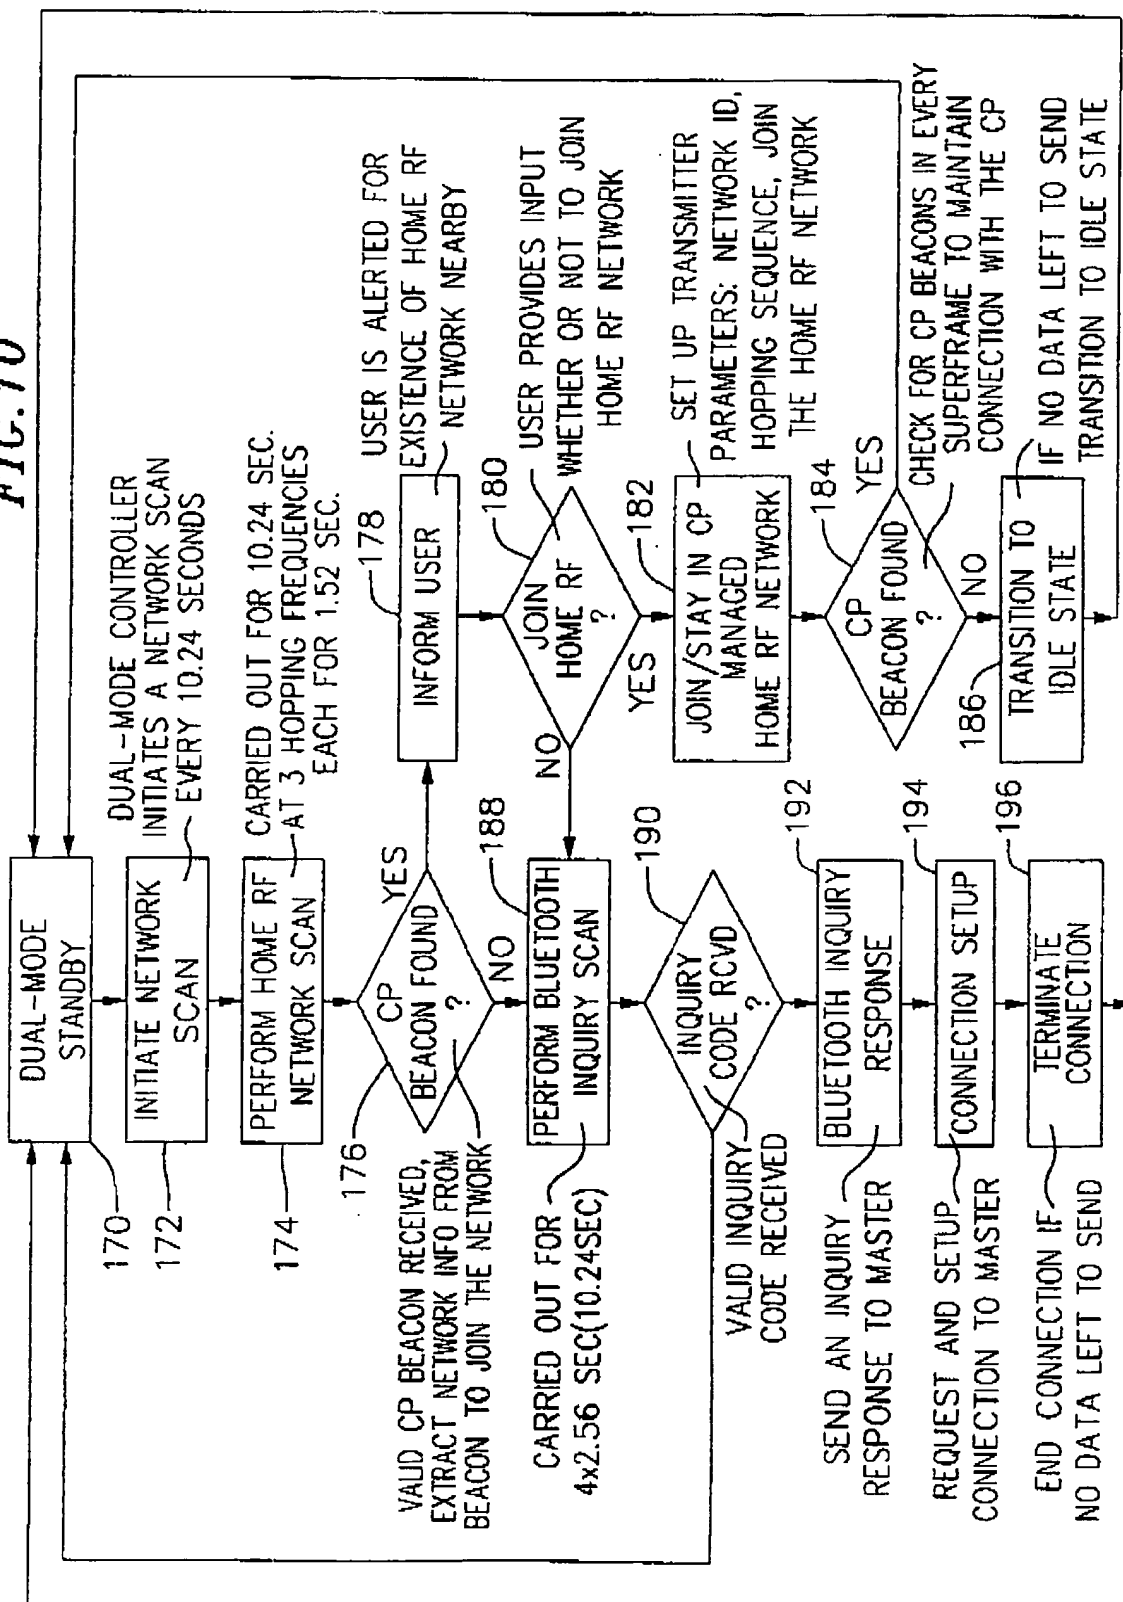 FIG.10
DUAL-MODE
STANDBY
170
DUAL-MODE CONTROLLER
INITIATES A NETWORK SCAN
EVERY 10.24 SECONDS
INITIATE NETWORK
SCAN
172
CARRIED OUT FOR 10.24 SEC.
AT 3 HOPPING FREQUENCIES
EACH FOR 1.52 SEC.
PERFORM HOME RF
NETWORK SCAN
174
176
CP
BEACON FOUND
?
YES
NO
VALID CP BEACON RECEIVED,
EXTRACT NETWORK INFO FROM
BEACON TO JOIN THE NETWORK
178
INFORM USER
USER IS ALERTED FOR
EXISTENCE OF HOME RF
NETWORK NEARBY
180
JOIN
HOME RF
?
NO
YES
USER PROVIDES INPUT
WHETHER OR NOT TO JOIN
HOME RF NETWORK
182
JOIN/STAY IN CP
MANAGED
HOME RF NETWORK
SET UP TRANSMITTER
PARAMETERS: NETWORK ID,
HOPPING SEQUENCE, JOIN
THE HOME RF NETWORK
184
CP
BEACON FOUND
?
YES
NO
CHECK FOR CP BEACONS IN EVERY
SUPERFRAME TO MAINTAIN
CONNECTION WITH THE CP
186
TRANSITION TO
IDLE STATE
IF NO DATA LEFT TO SEND
TRANSITION TO IDLE STATE
188
PERFORM BLUETOOTH
INQUIRY SCAN
CARRIED OUT FOR
4x2.56 SEC(10.24SEC)
190
INQUIRY
CODE RCVD
?
VALID INQUIRY
CODE RECEIVED
192
BLUETOOTH INQUIRY
RESPONSE
SEND AN INQUIRY
RESPONSE TO MASTER
194
CONNECTION SETUP
REQUEST AND SETUP
CONNECTION TO MASTER
196
TERMINATE
CONNECTION
END CONNECTION IF
NO DATA LEFT TO SEND